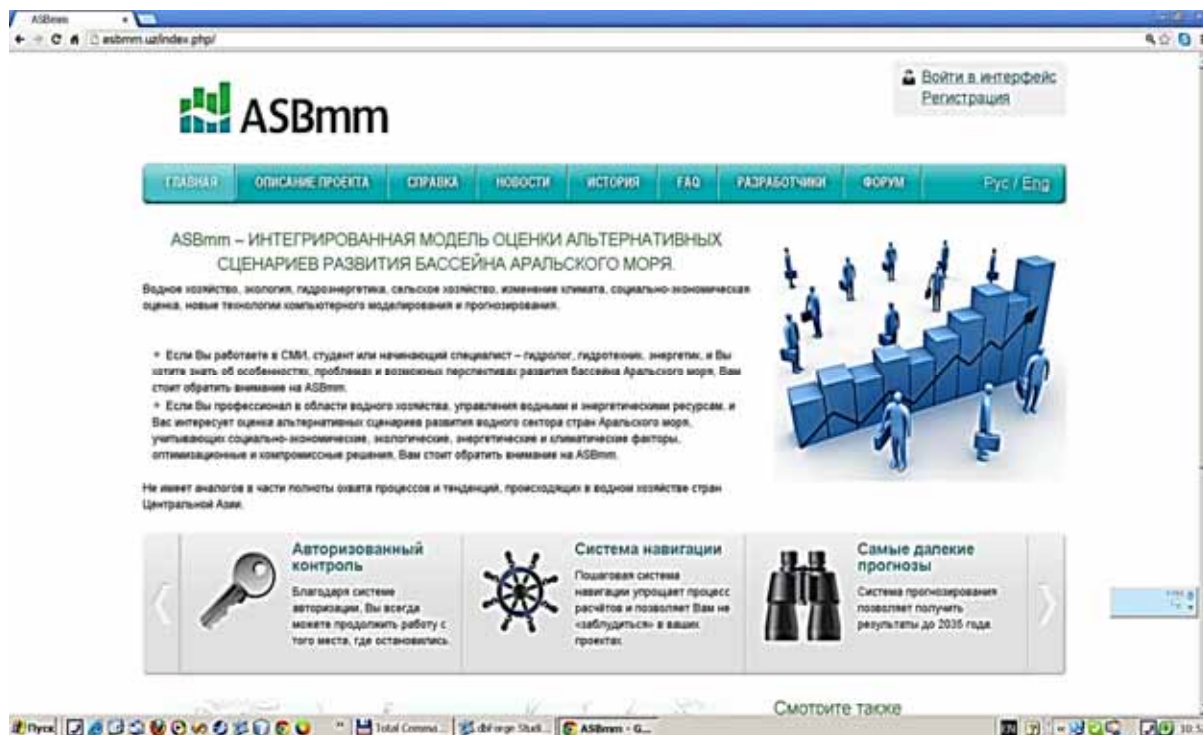 ASBmm
asbmm.uz/index.php/
Войти в интерфейс
Регистрация
ASBmm
ГЛАВНАЯ ОПИСАНИЕ ПРОЕКТА СПРАВКА НОВОСТИ ИСТОРИЯ FAQ РАЗРАБОТЧИКИ ФОРУМ Рус / Eng
ASBmm – ИНТЕГРИРОВАННАЯ МОДЕЛЬ ОЦЕНКИ АЛЬТЕРНАТИВНЫХ
СЦЕНАРИЕВ РАЗВИТИЯ БАССЕЙНА АРАЛЬСКОГО МОРЯ.
Водное хозяйство, экология, гидроэнергетика, сельское хозяйство, изменение климата, социально-экономическая
оценка, новые технологии компьютерного моделирования и прогнозирования.
Если Вы работаете в СМИ, студент или начинающий специалист – гидролог, гидротехник, энергетик, и Вы
хотите знать об особенностях, проблемах и возможных перспективах развития бассейна Аральского моря, Вам
стоит обратить внимание на ASBmm.
Если Вы профессионал в области водного хозяйства, управления водными и энергетическими ресурсам, и
Вас интересует оценка альтернативных сценариев развития водного сектора стран Аральского моря,
учитывающих социально-экономические, экологические, энергетические и климатические факторы,
оптимизационные и компромиссные решения, Вам стоит обратить внимание на ASBmm.
Не имеет аналогов в части полноты охвата процессов и тенденций, происходящих в водном хозяйстве стран
Центральной Азии.
Авторизованный
контроль
Благодаря системе
авторизации, Вы всегда
можете продолжить работу с
того места, где остановились.
Система навигации
Пошаговая система
навигации упрощает процесс
расчётов и позволяет Вам не
«заблудиться» в ваших
проектах.
Самые далекие
прогнозы
Система прогнозирования
позволяет получить
результаты до 2035 года.
Смотрите также
Пуск Total Comma... dbForge Studi... ASBmm - G... EN